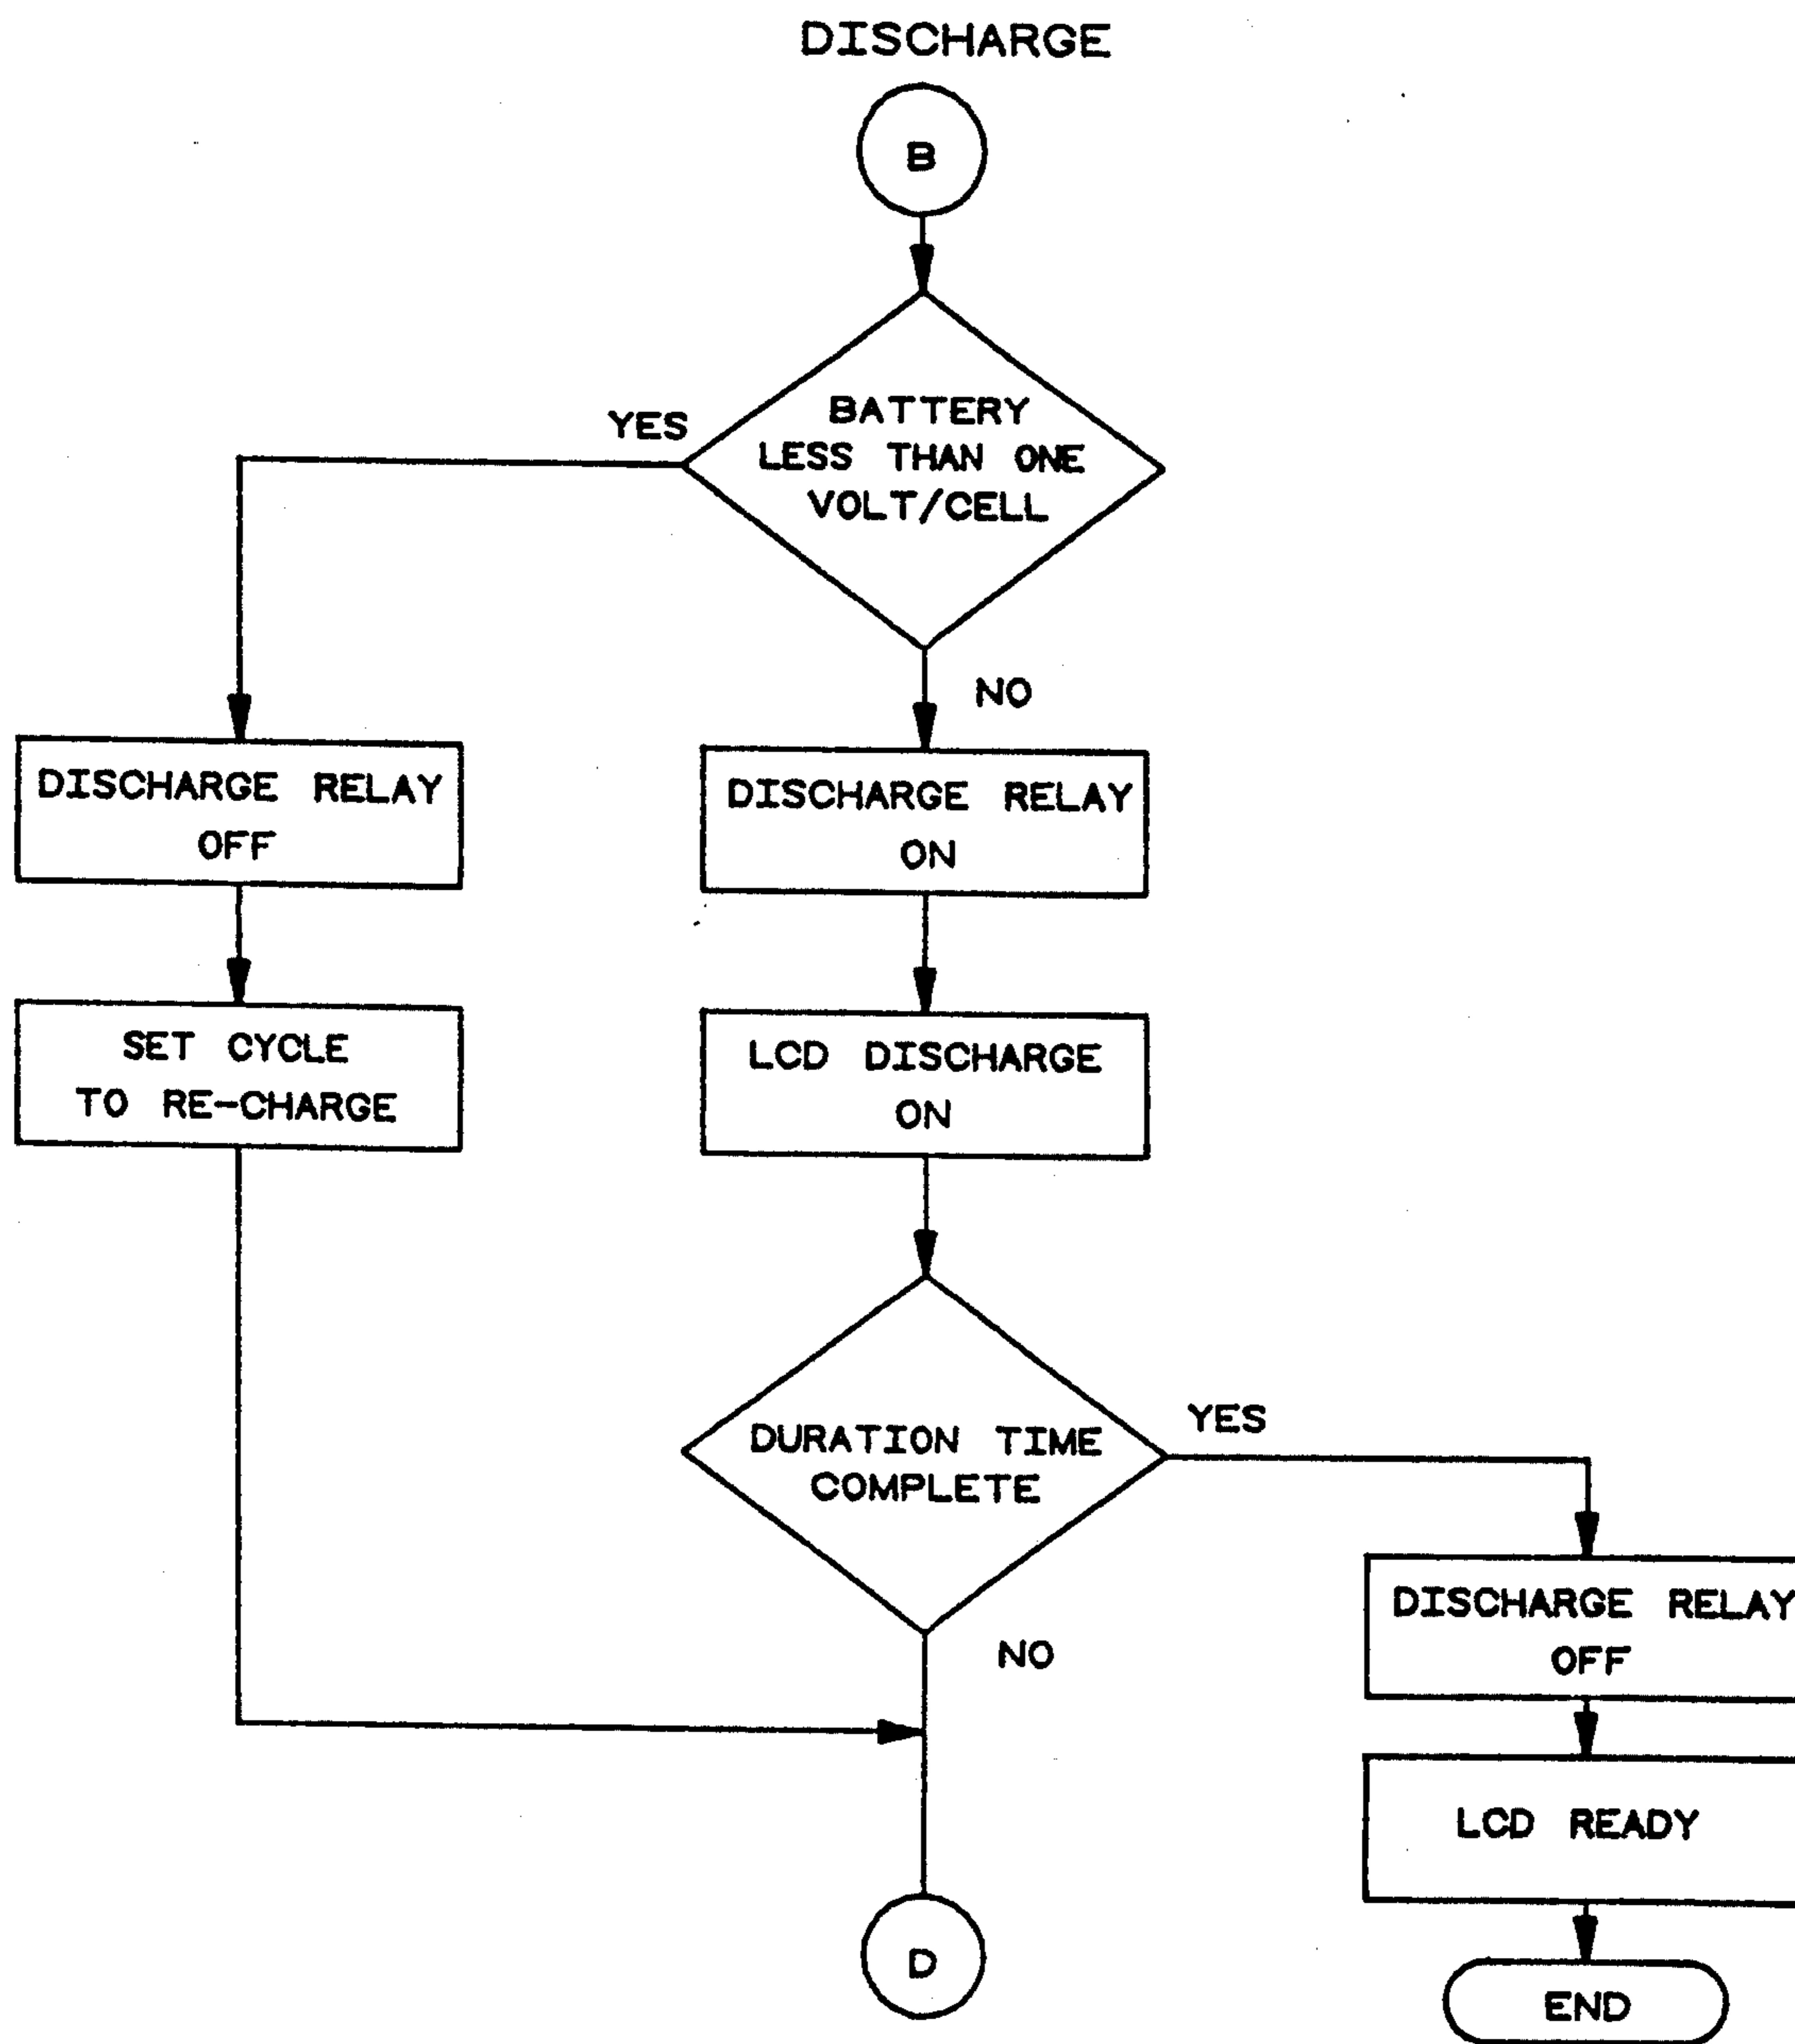 DISCHARGE
B
BATTERY
LESS THAN ONE
VOLT/CELL
YES
NO
DISCHARGE RELAY
OFF
DISCHARGE RELAY
ON
SET CYCLE
TO RE-CHARGE
LCD DISCHARGE
ON
DURATION TIME
COMPLETE
YES
NO
DISCHARGE RELAY
OFF
LCD READY
D
END